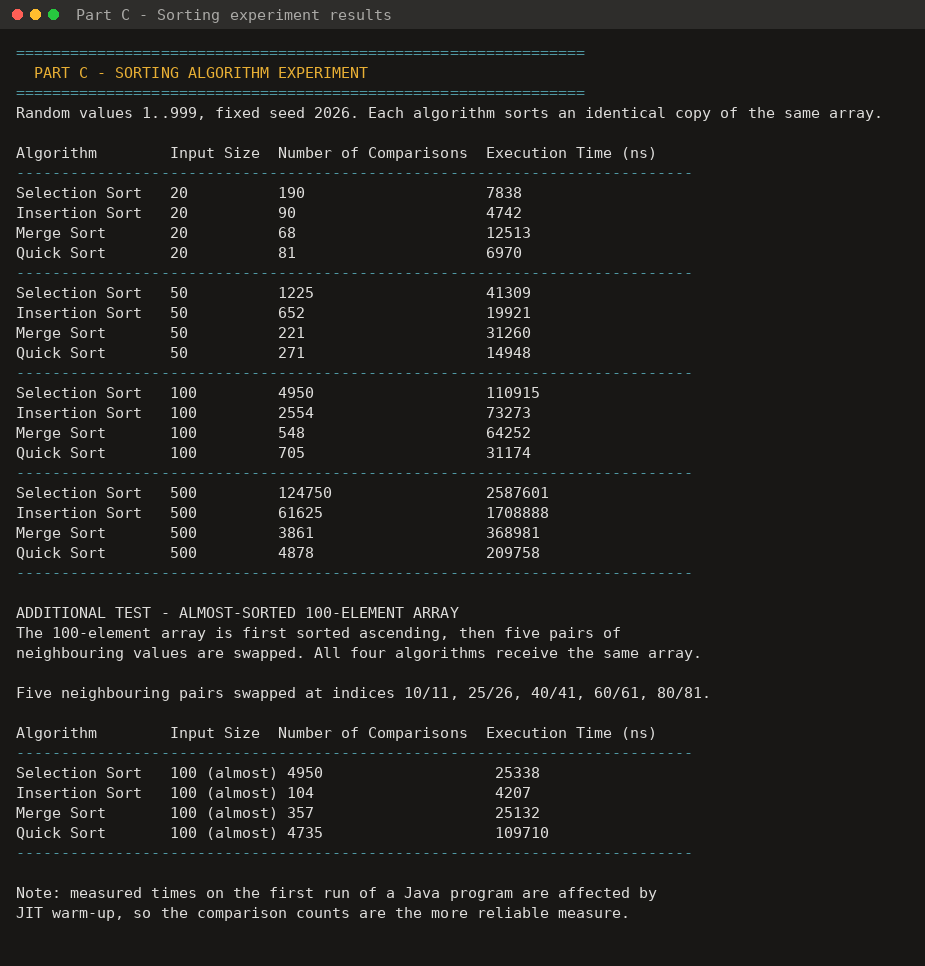 Part C - Sorting experiment results
===============================================================
  PART C - SORTING ALGORITHM EXPERIMENT
===============================================================
Random values 1..999, fixed seed 2026. Each algorithm sorts an identical copy of the same array.

Algorithm        Input Size  Number of Comparisons  Execution Time (ns)
---------------------------------------------------------------------------
Selection Sort   20          190                    7838
Insertion Sort   20          90                     4742
Merge Sort       20          68                     12513
Quick Sort       20          81                     6970
---------------------------------------------------------------------------
Selection Sort   50          1225                   41309
Insertion Sort   50          652                    19921
Merge Sort       50          221                    31260
Quick Sort       50          271                    14948
---------------------------------------------------------------------------
Selection Sort   100         4950                   110915
Insertion Sort   100         2554                   73273
Merge Sort       100         548                    64252
Quick Sort       100         705                    31174
---------------------------------------------------------------------------
Selection Sort   500         124750                 2587601
Insertion Sort   500         61625                  1708888
Merge Sort       500         3861                   368981
Quick Sort       500         4878                   209758
---------------------------------------------------------------------------

ADDITIONAL TEST - ALMOST-SORTED 100-ELEMENT ARRAY
The 100-element array is first sorted ascending, then five pairs of
neighbouring values are swapped. All four algorithms receive the same array.

Five neighbouring pairs swapped at indices 10/11, 25/26, 40/41, 60/61, 80/81.

Algorithm        Input Size  Number of Comparisons  Execution Time (ns)
---------------------------------------------------------------------------
Selection Sort   100 (almost) 4950                   25338
Insertion Sort   100 (almost) 104                    4207
Merge Sort       100 (almost) 357                    25132
Quick Sort       100 (almost) 4735                   109710
---------------------------------------------------------------------------

Note: measured times on the first run of a Java program are affected by
JIT warm-up, so the comparison counts are the more reliable measure.